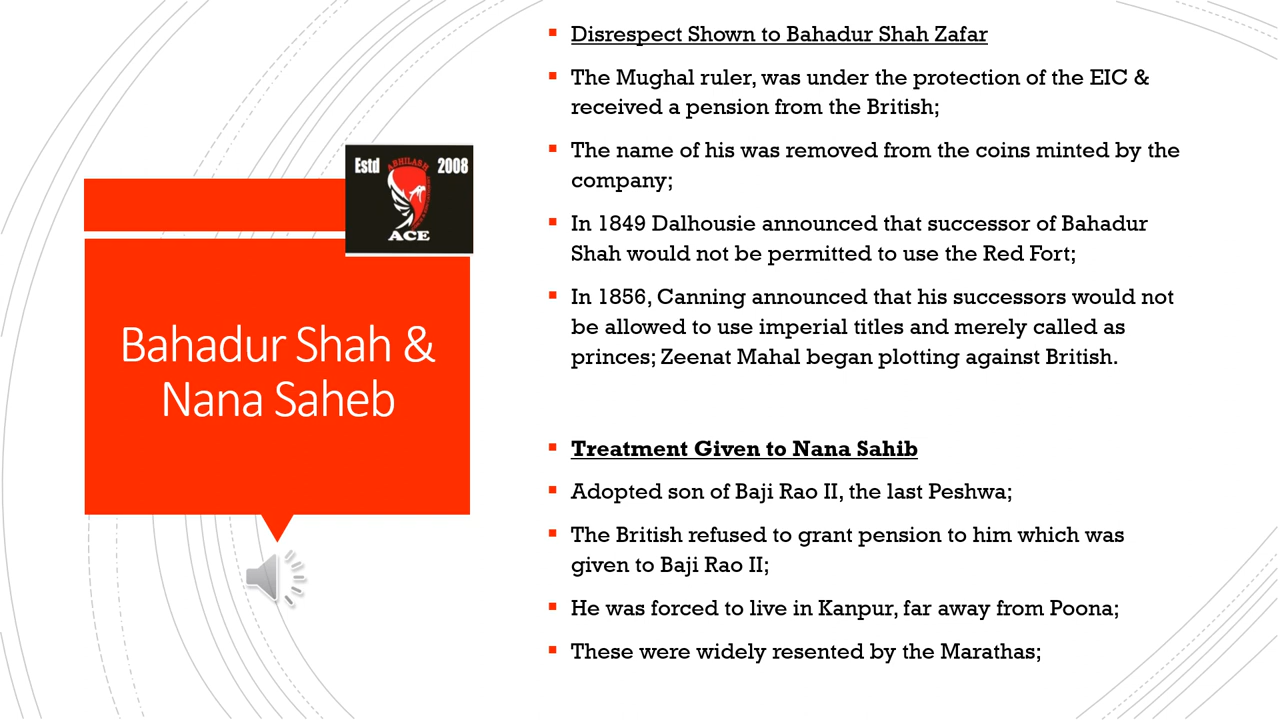 Disrespect Shown to Bahadur Shah Zafar
The Mughal ruler, was under the protection of the EIC &
received a pension from the British;
The name of his was removed from the coins minted by the
company;
In 1849 Dalhousie announced that successor of Bahadur
Shah would not be permitted to use the Red Fort;
In 1856, Canning announced that his successors would not
be allowed to use imperial titles and merely called as
princes; Zeenat Mahal began plotting against British.
Treatment Given to Nana Sahib
Adopted son of Baji Rao II, the last Peshwa;
The British refused to grant pension to him which was
given to Baji Rao II;
He was forced to live in Kanpur, far away from Poona;
These were widely resented by the Marathas;
Estd 2008
ABHILASH
ACE
Bahadur Shah &
Nana Saheb